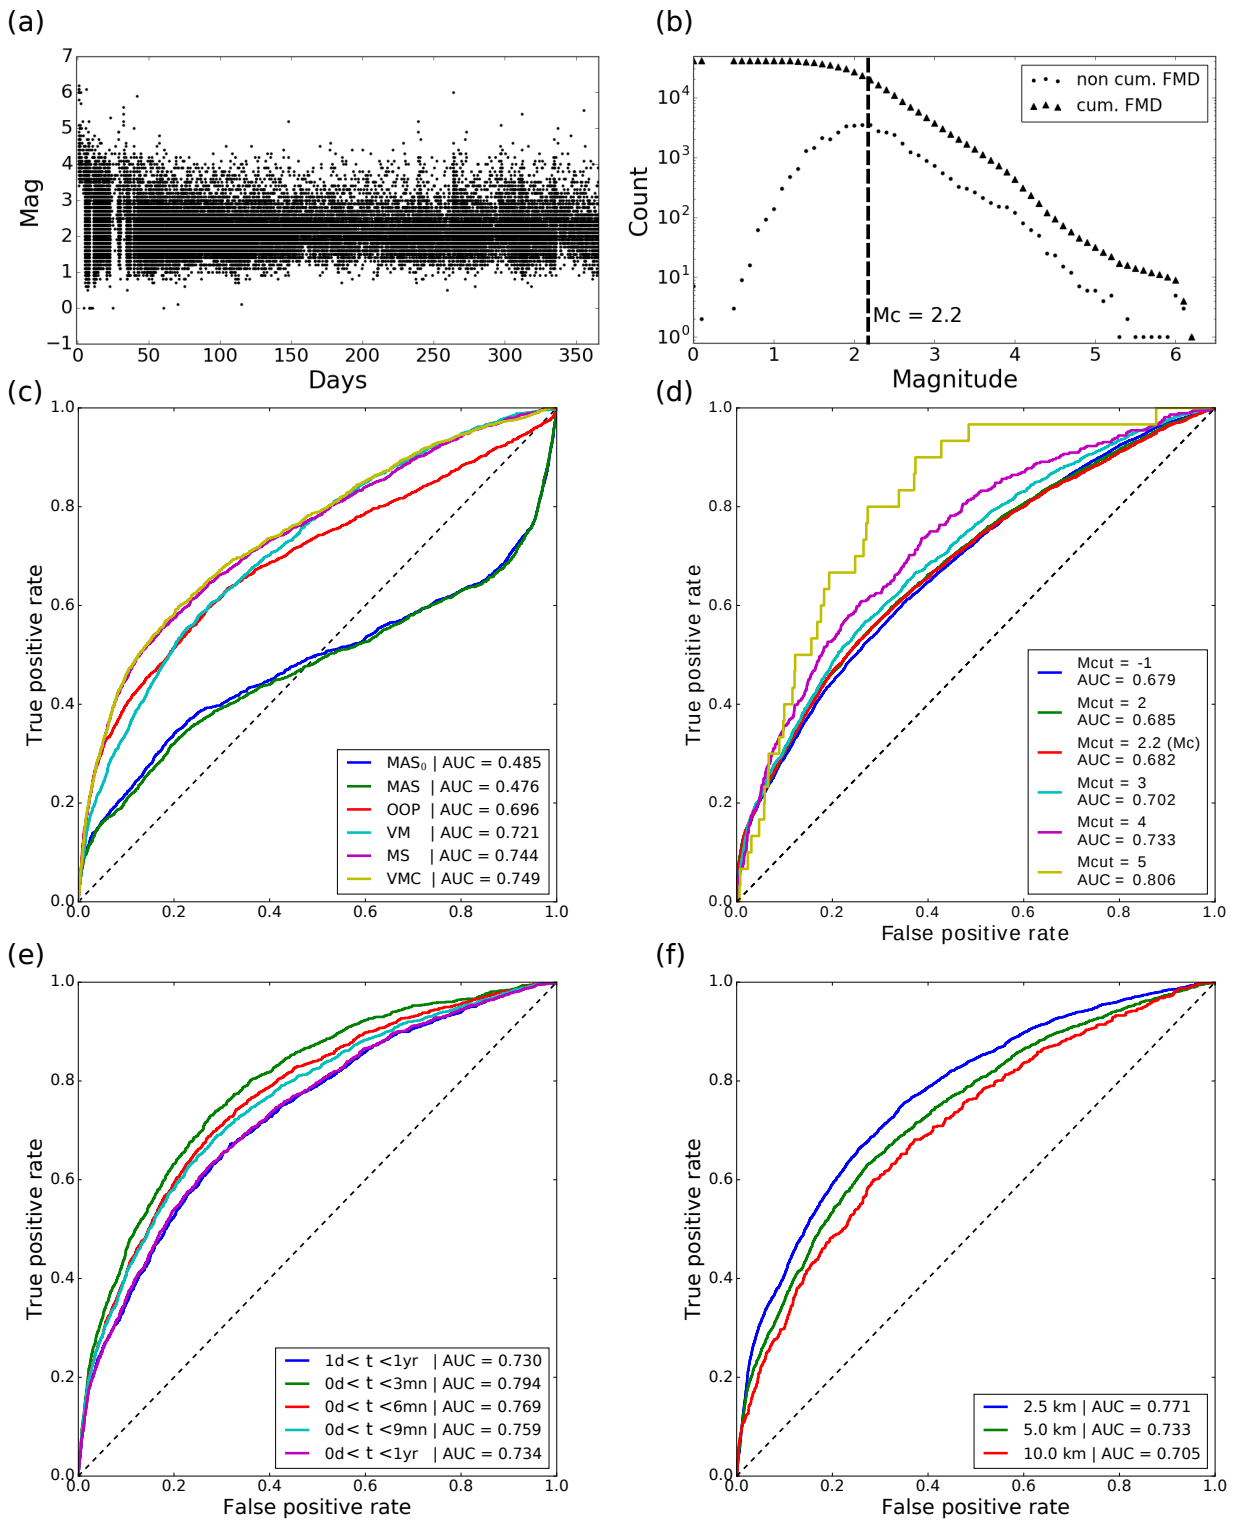 (a)
7
6
5
4
3
2
1
0
−1
Mag
0 50 100 150 200 250 300 350
Days
(b)
10^4
10^3
10^2
10^1
10^0
Count
non cum. FMD
cum. FMD
Mc = 2.2
0 1 2 3 4 5 6
Magnitude
(c)
1.0
0.8
0.6
0.4
0.2
0.0
True positive rate
MAS₀ | AUC = 0.485
MAS | AUC = 0.476
OOP | AUC = 0.696
VM | AUC = 0.721
MS | AUC = 0.744
VMC | AUC = 0.749
0.0 0.2 0.4 0.6 0.8 1.0
(d)
1.0
0.8
0.6
0.4
0.2
0.0
True positive rate
Mcut = -1
AUC = 0.679
Mcut = 2
AUC = 0.685
Mcut = 2.2 (Mc)
AUC = 0.682
Mcut = 3
AUC = 0.702
Mcut = 4
AUC = 0.733
Mcut = 5
AUC = 0.806
0.0 0.2 0.4 0.6 0.8 1.0
False positive rate
(e)
1.0
0.8
0.6
0.4
0.2
0.0
True positive rate
1d< t <1yr | AUC = 0.730
0d< t <3mn | AUC = 0.794
0d< t <6mn | AUC = 0.769
0d< t <9mn | AUC = 0.759
0d< t <1yr | AUC = 0.734
0.0 0.2 0.4 0.6 0.8 1.0
False positive rate
(f)
1.0
0.8
0.6
0.4
0.2
0.0
True positive rate
2.5 km | AUC = 0.771
5.0 km | AUC = 0.733
10.0 km | AUC = 0.705
0.0 0.2 0.4 0.6 0.8 1.0
False positive rate